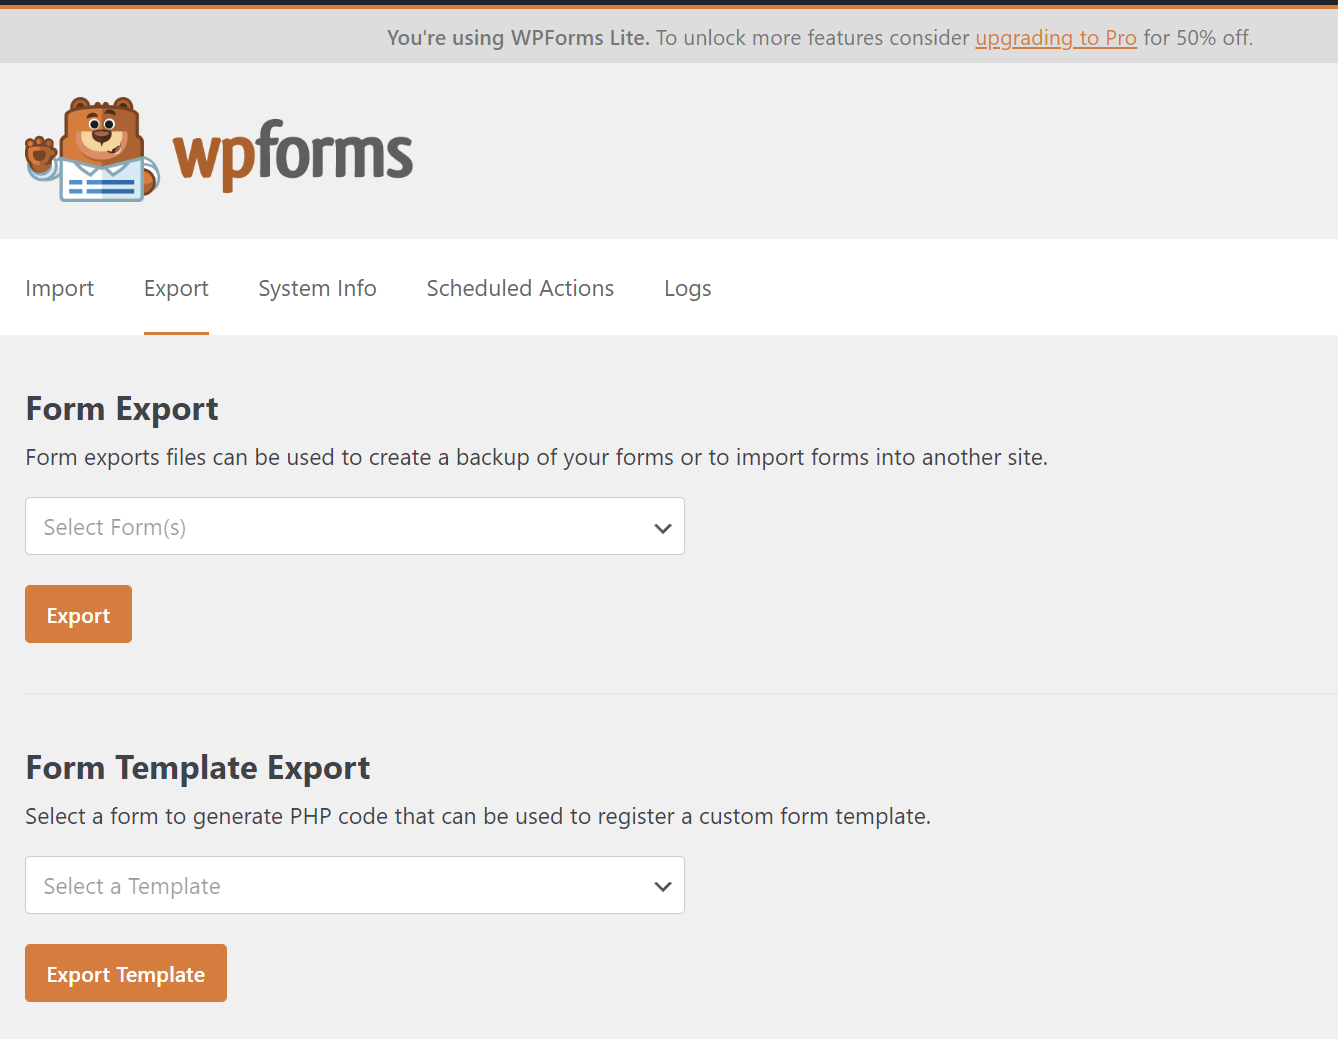 You're using WPForms Lite. To unlock more features consider upgrading to Pro for 50% off.
wpforms
Import Export System Info Scheduled Actions Logs
Form Export
Form exports files can be used to create a backup of your forms or to import forms into another site.
Select Form(s)
Export
Form Template Export
Select a form to generate PHP code that can be used to register a custom form template.
Select a Template
Export Template